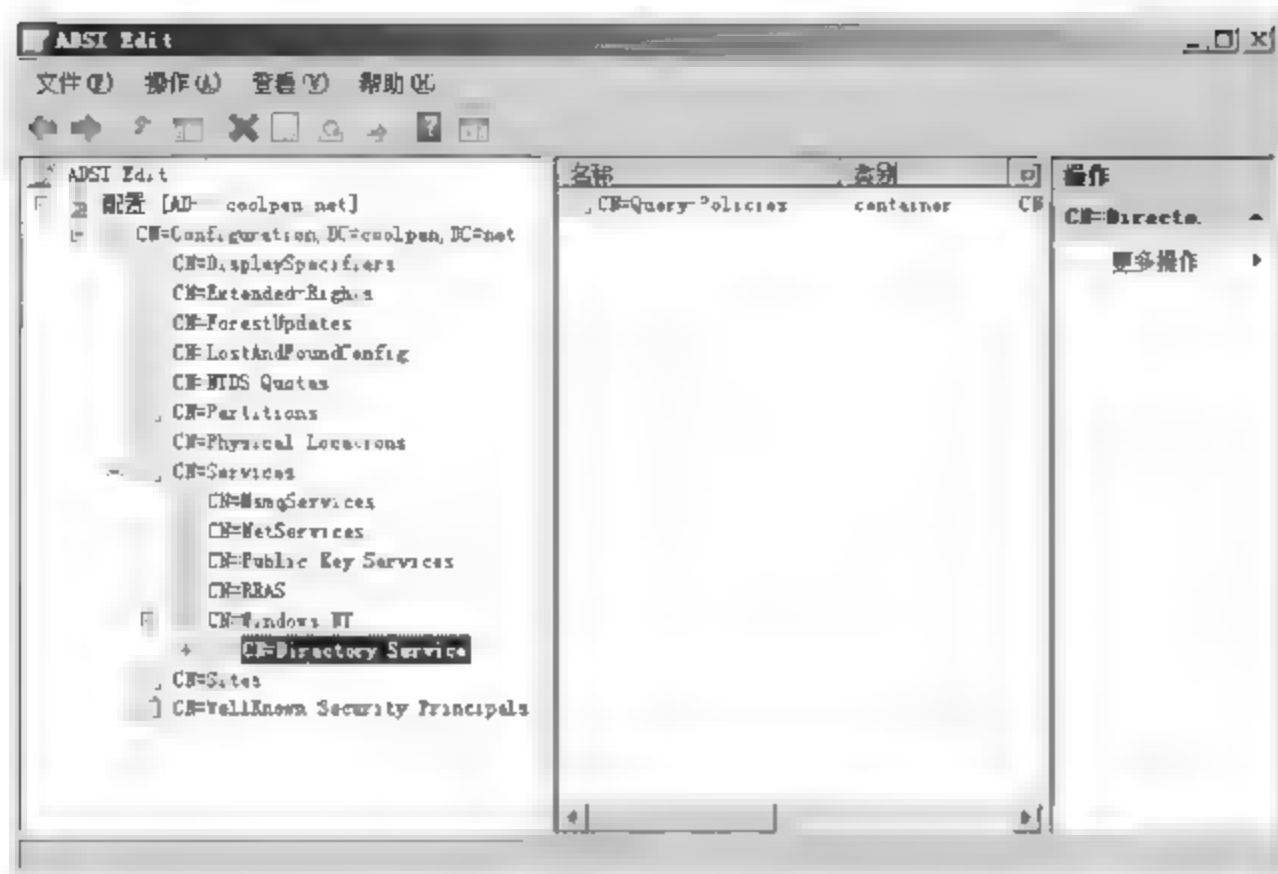 ADSI Edit
文件(F) 操作(A) 查看(V) 帮助(H)
ADSI Edit
配置 [AD- coolpen net]
CN=Configuration,DC=coolpen,DC=net
CN=DisplaySpecifiers
CN=Extended-Rights
CN=ForestUpdates
CN=LostAndFoundConfig
CN=NTDS Quotas
CN=Partitions
CN=Physical Locations
CN=Services
CN=MsmqServices
CN=NetServices
CN=Public Key Services
CN=RRAS
CN=Windows NT
CN=Directory Service
CN=Sites
CN=WellKnown Security Principals
名称 类别
CN=Query-Policies container CN
操作
CN=Directo.
更多操作